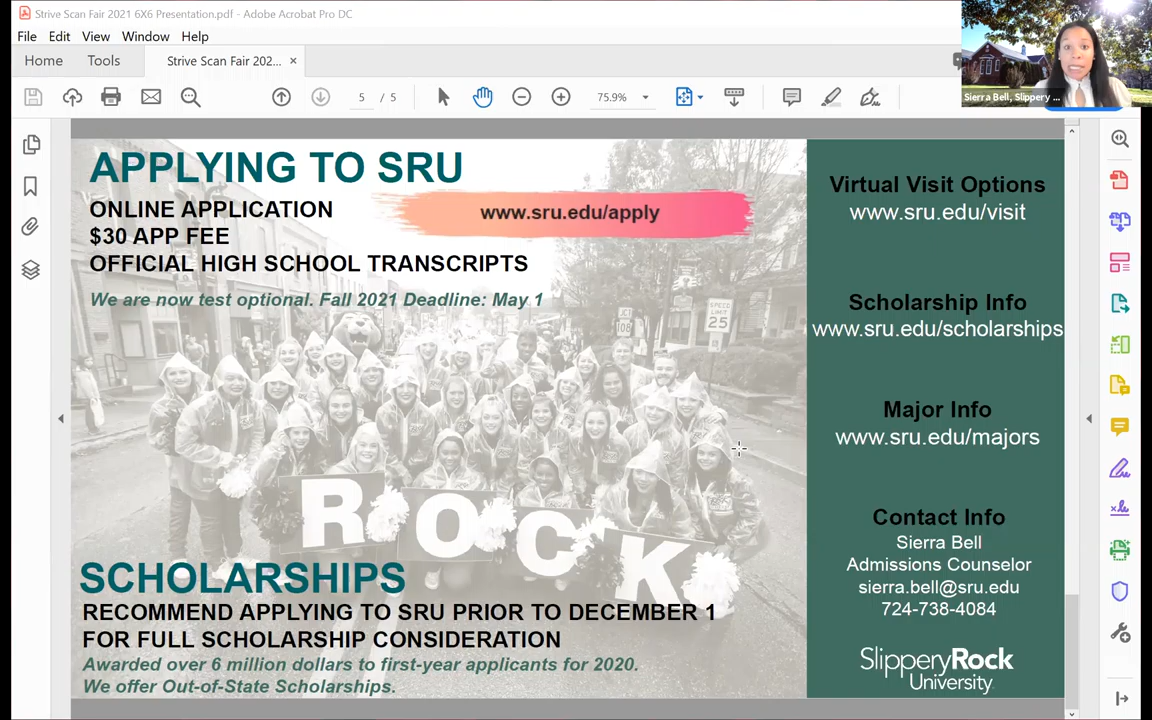 Strive Scan Fair 2021 6X6 Presentation.pdf - Adobe Acrobat Pro DC
File Edit View Window Help
Home Tools Strive Scan Fair 202... ×
5 / 5 75.9%
Sierra Bell, Slippery ...
APPLYING TO SRU
ONLINE APPLICATION
$30 APP FEE
OFFICIAL HIGH SCHOOL TRANSCRIPTS
www.sru.edu/apply
We are now test optional. Fall 2021 Deadline: May 1
SPEED
LIMIT
25
JCT
108
ROCK
SCHOLARSHIPS
RECOMMEND APPLYING TO SRU PRIOR TO DECEMBER 1
FOR FULL SCHOLARSHIP CONSIDERATION
Awarded over 6 million dollars to first-year applicants for 2020.
We offer Out-of-State Scholarships.
Virtual Visit Options
www.sru.edu/visit
Scholarship Info
www.sru.edu/scholarships
Major Info
www.sru.edu/majors
Contact Info
Sierra Bell
Admissions Counselor
sierra.bell@sru.edu
724-738-4084
SlipperyRock
University